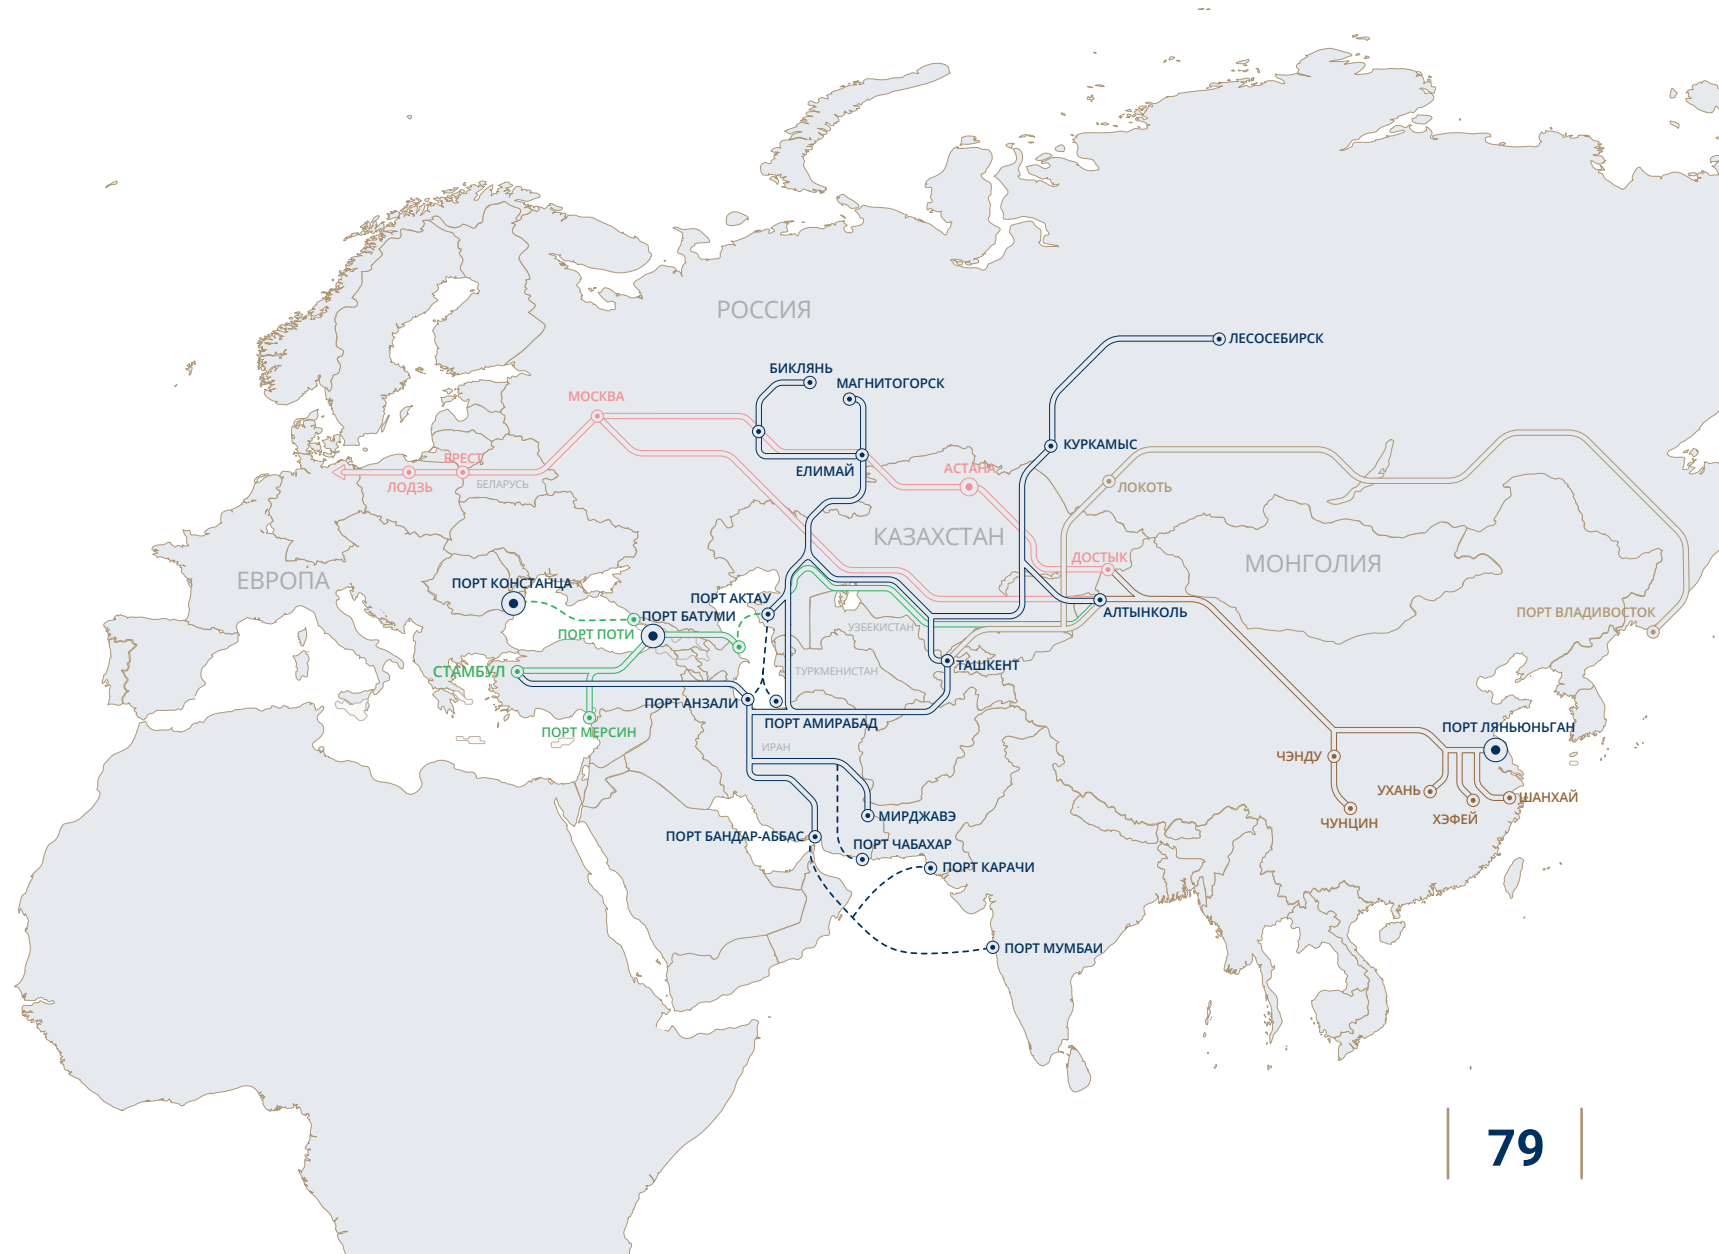 РОССИЯ
ЛЕСОСЕБИРСК
БИКЛЯНЬ
МАГНИТОГОРСК
МОСКВА
КУРКАМЫС
БРЕСТ
ЕЛИМАЙ
АСТАНА
ЛОДЗЬ
БЕЛАРУСЬ
ЛОКОТЬ
КАЗАХСТАН
ДОСТЫК
МОНГОЛИЯ
ЕВРОПА
ПОРТ КОНСТАНЦА
ПОРТ АКТАУ
АЛТЫНКОЛЬ
ПОРТ ВЛАДИВОСТОК
ПОРТ БАТУМИ
УЗБЕКИСТАН
ПОРТ ПОТИ
ТАШКЕНТ
СТАМБУЛ
ТУРКМЕНИСТАН
ПОРТ АНЗАЛИ
ПОРТ АМИРАБАД
ПОРТ МЕРСИН
ПОРТ ЛЯНЬЮНЬГАН
ИРАН
ЧЭНДУ
УХАНЬ
ШАНХАЙ
МИРДЖАВЭ
ХЭФЕЙ
ЧУНЦИН
ПОРТ БАНДАР-АББАС
ПОРТ ЧАБАХАР
ПОРТ КАРАЧИ
ПОРТ МУМБАИ
79